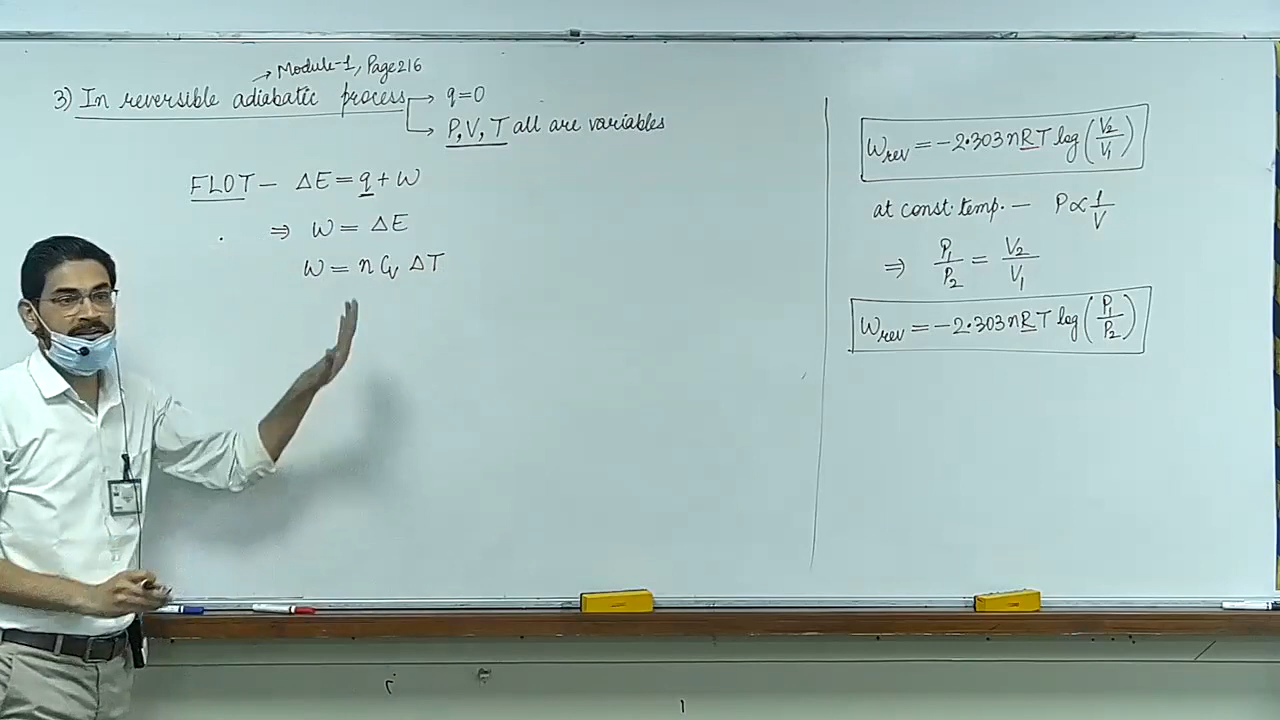 → Module-1, Page 216
3) In reversible adiabatic process → q=0
→ P, V, T all are variables
FLOT - ΔE = q + W
⇒ W = ΔE
W = n Cv ΔT
Wrev = -2.303 nRT log (V2/V1)
at const. temp. - P ∝ 1/V
⇒ P1/P2 = V2/V1
Wrev = -2.303 nRT log (P1/P2)